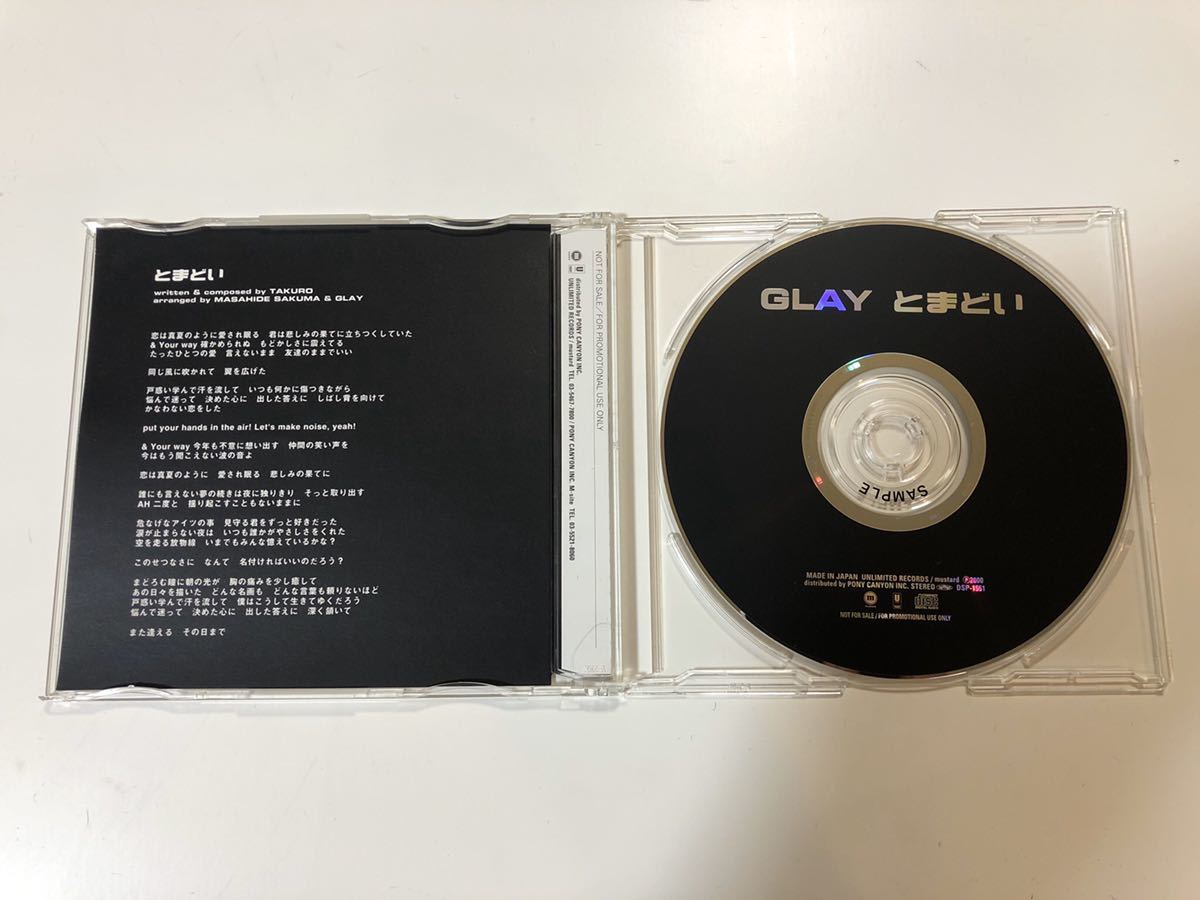 とまどい
written & composed by TAKURO
arranged by MASAHIDE SAKUMA & GLAY
恋は真夏のように愛され眠る 君は悲しみの果てに立ちつくしていた
& Your way 確かめられぬ もどかしさに震えてる
たったひとつの愛 言えないまま 友達のままでいい
同じ風に吹かれて 翼を広げた
戸惑い学んで汗を流して いつも何かに傷つきながら
悩んで迷って 決めた心に 出した答えに しばし背を向けて
かなわない恋をした
put your hands in the air! Let's make noise, yeah!
& Your way 今年も不意に想い出す 仲間の笑い声を
今はもう聞こえない波の音よ
恋は真夏のように 愛され眠る 悲しみの果てに
誰にも言えない夢の続きは夜に独りきり そっと取り出す
AH 二度と 揺り起こすこともないままに
危なげなアイツの事 見守る君をずっと好きだった
涙が止まらない夜は いつも誰かがやさしさをくれた
空を走る放物線 いまでもみんな憶えているかな?
このせつなさに なんて 名付ければいいのだろう?
まどろむ瞳に朝の光が 胸の痛みを少し癒して
あの日々を描いた どんな名画も どんな言葉も頼りないほど
戸惑い学んで汗を流して 僕はこうして生きてゆくだろう
悩んで迷って 決めた心に 出した答えに 深く頷いて
また逢える その日まで
NOT FOR SALE/FOR PROMOTIONAL USE ONLY
distributed by PONY CANYON INC.
UNLIMITED RECORDS / mustard TEL. 03-5467-7800 / PONY CANYON INC. M-site TEL. 03-5521-8060
GLAY とまどい
SAMPLE
MADE IN JAPAN UNLIMITED RECORDS / mustard Ⓟ2000
distributed by PONY CANYON INC. STEREO DSP-1551
m U COMPACT disc DIGITAL AUDIO
NOT FOR SALE / FOR PROMOTIONAL USE ONLY